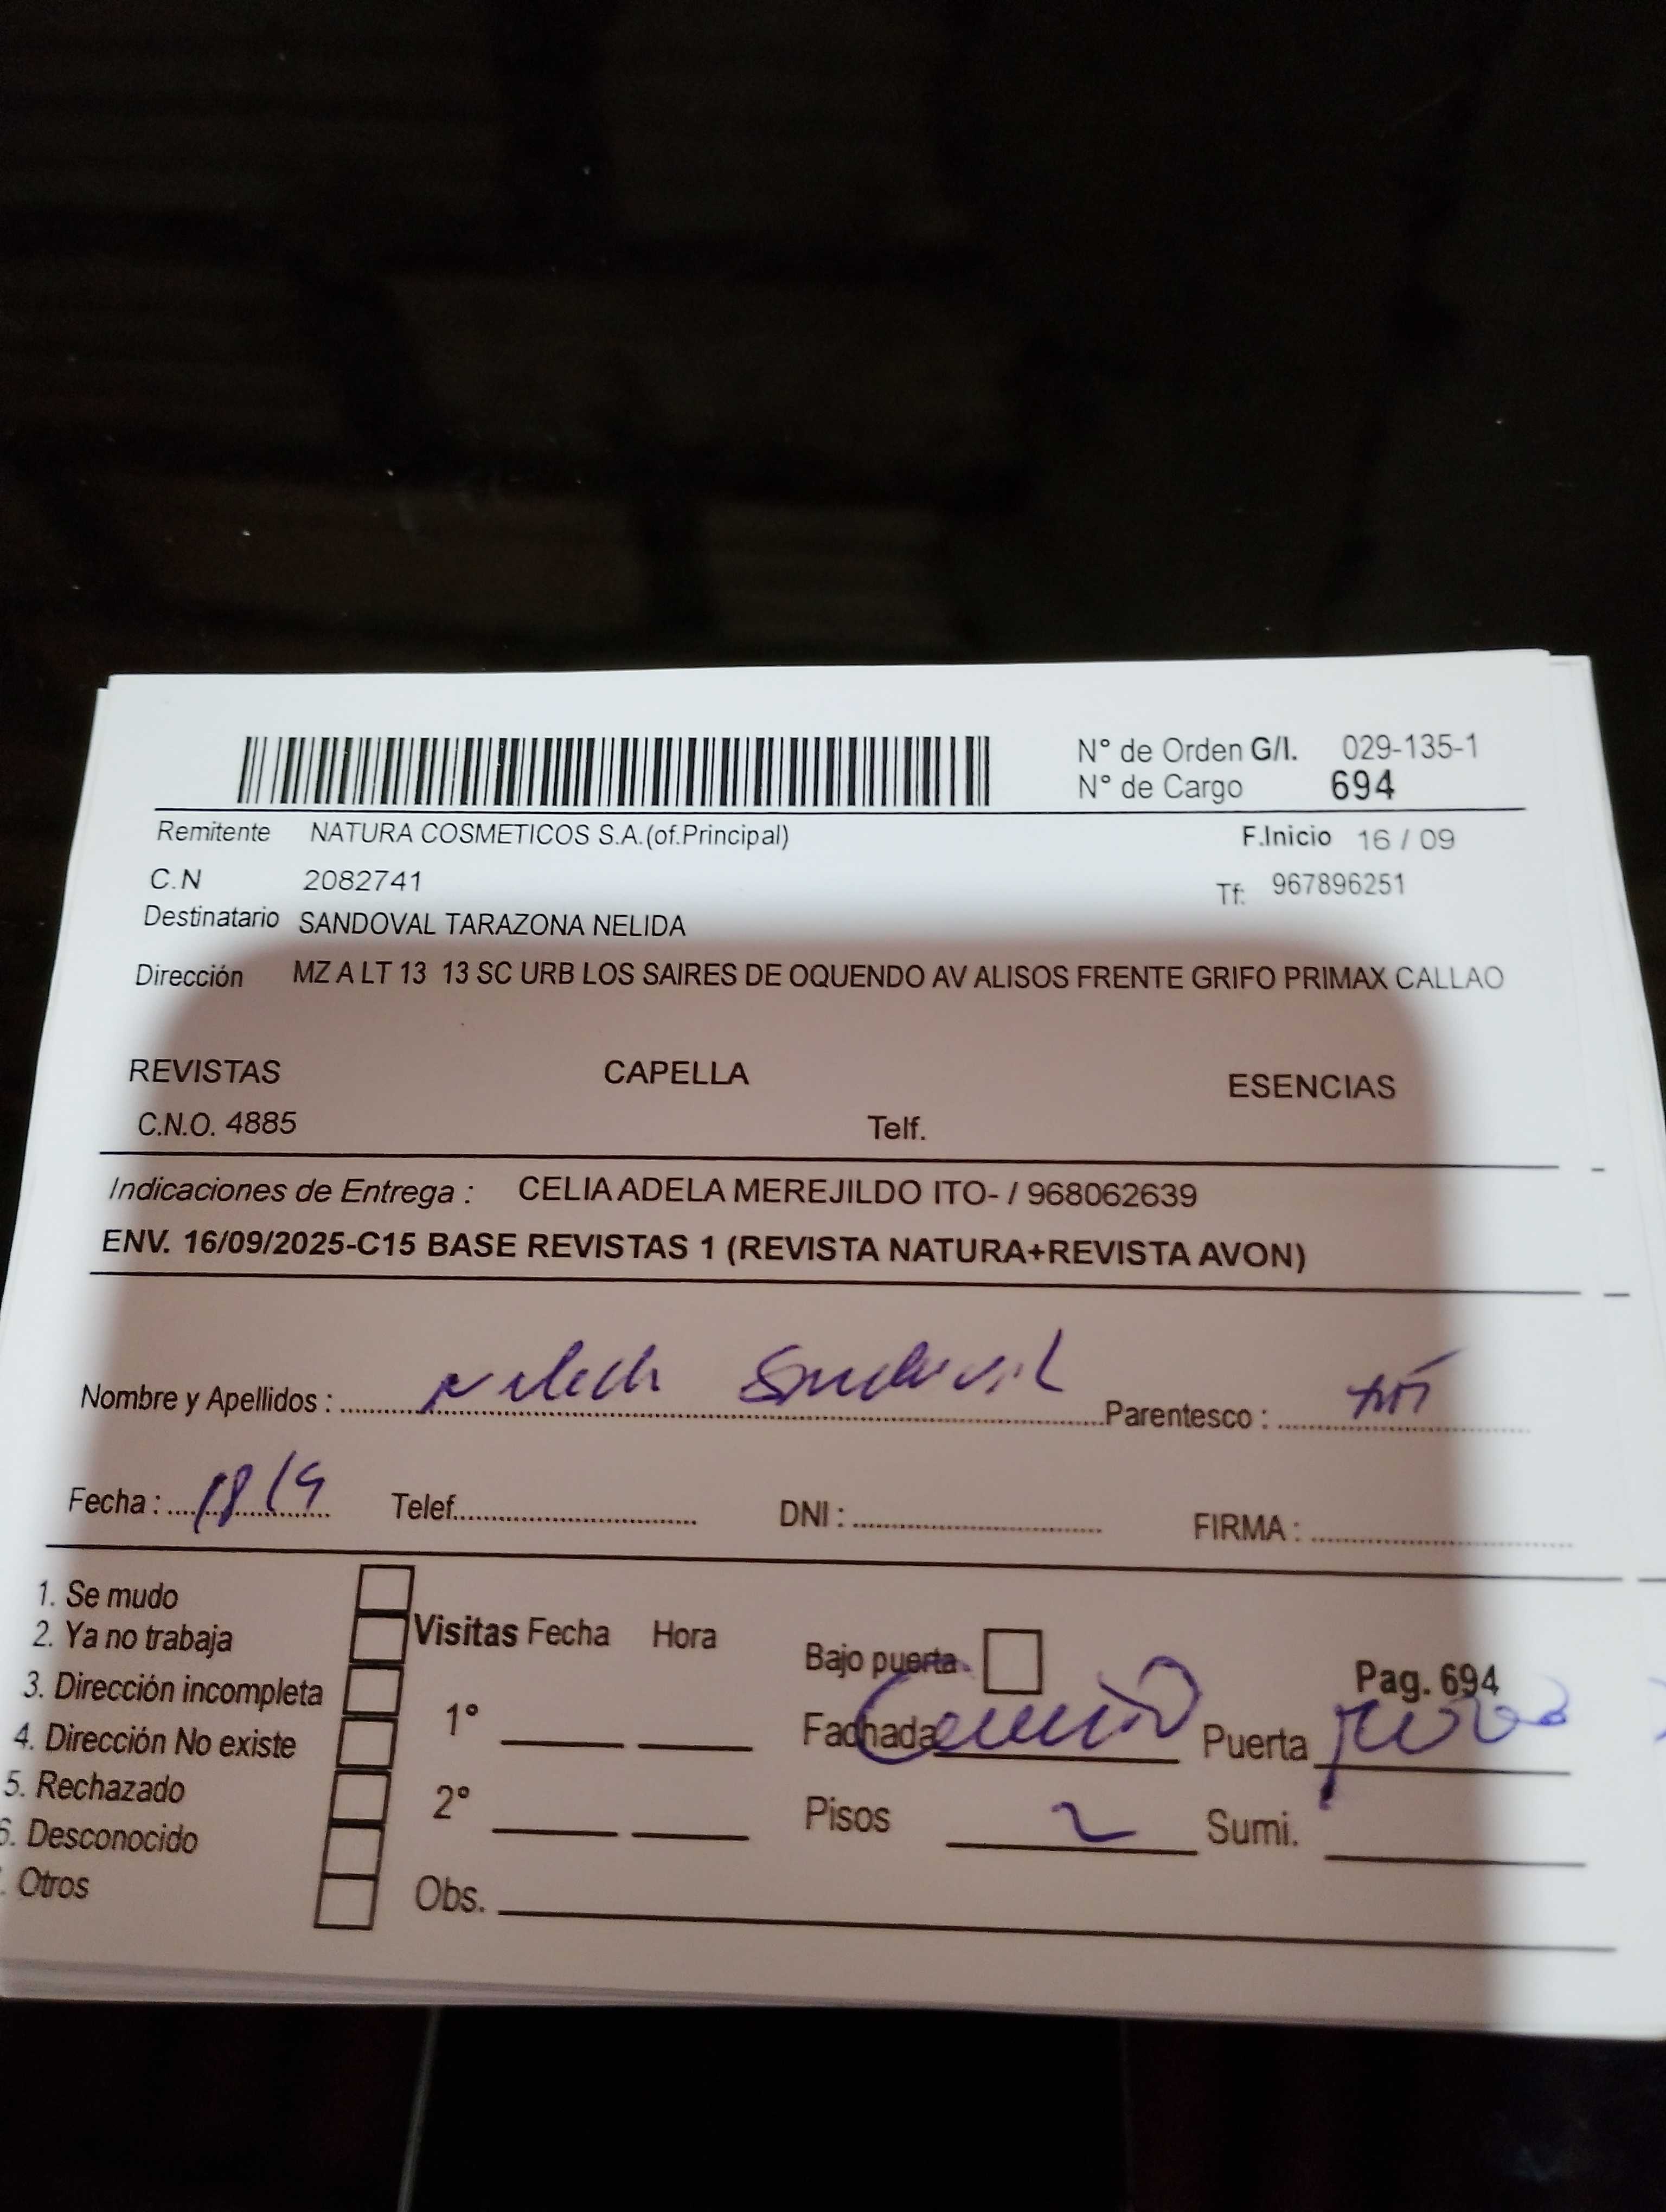 N° de Orden G/I. 029-135-1
N° de Cargo 694
Remitente NATURA COSMETICOS S.A.(of.Principal) F.Inicio 16 / 09
C.N 2082741 Tf: 967896251
Destinatario SANDOVAL TARAZONA NELIDA
Dirección MZ A LT 13 13 SC URB LOS SAIRES DE OQUENDO AV ALISOS FRENTE GRIFO PRIMAX CALLAO
REVISTAS CAPELLA ESENCIAS
C.N.O. 4885 Telf.
Indicaciones de Entrega : CELIA ADELA MEREJILDO ITO- / 968062639
ENV. 16/09/2025-C15 BASE REVISTAS 1 (REVISTA NATURA+REVISTA AVON)
Nombre y Apellidos : Sandoval Parentesco :
Fecha : 18/9 Telef. DNI : FIRMA :
1. Se mudo
2. Ya no trabaja Visitas Fecha Hora Bajo puerta
3. Dirección incompleta Pag. 694
4. Dirección No existe 1° Fachada Puerta
5. Rechazado 2° Pisos 2 Sumi.
6. Desconocido
. Otros Obs.